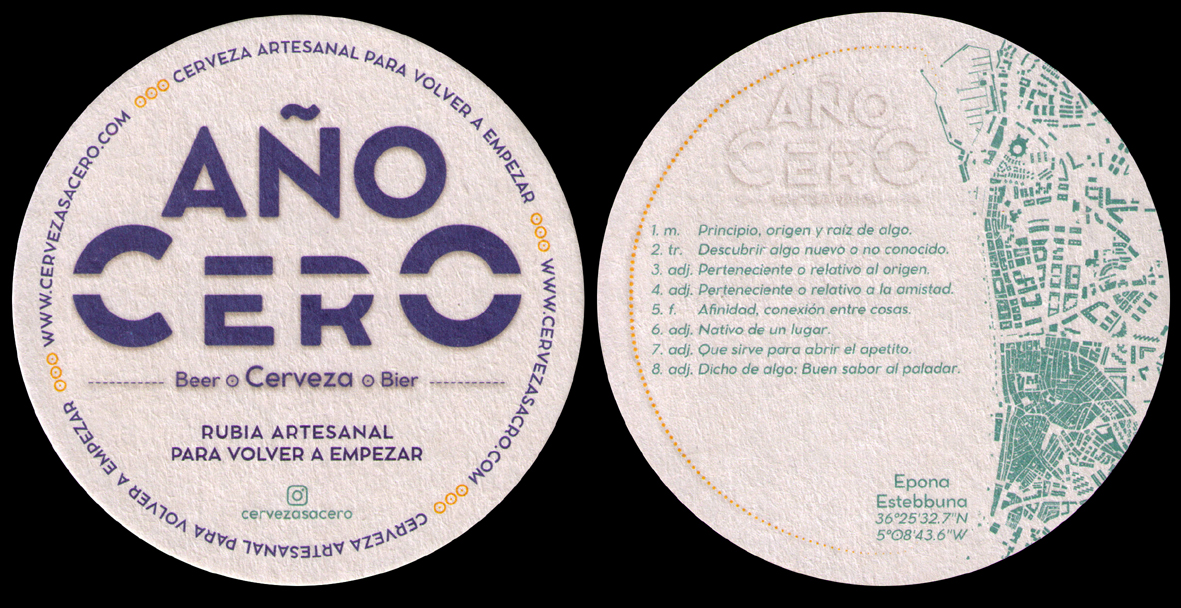 CERVEZA ARTESANAL PARA VOLVER A EMPEZAR
WWW.CERVEZASACRO.COM
CERVEZA ARTESANAL PARA VOLVER A EMPEZAR
WWW.CERVEZASACERO.COM
AÑO
CERO
Beer Cerveza Bier
RUBIA ARTESANAL
PARA VOLVER A EMPEZAR
cervezasacero
AÑO
CERO
1. m. Principio, origen y raíz de algo.
2. tr. Descubrir algo nuevo o no conocido.
3. adj. Perteneciente o relativo al origen.
4. adj. Perteneciente o relativo a la amistad.
5. f. Afinidad, conexión entre cosas.
6. adj. Nativo de un lugar.
7. adj. Que sirve para abrir el apetito.
8. adj. Dicho de algo: Buen sabor al paladar.
Epona
Estebbuna
36°25'32.7"N
5°08'43.6"W